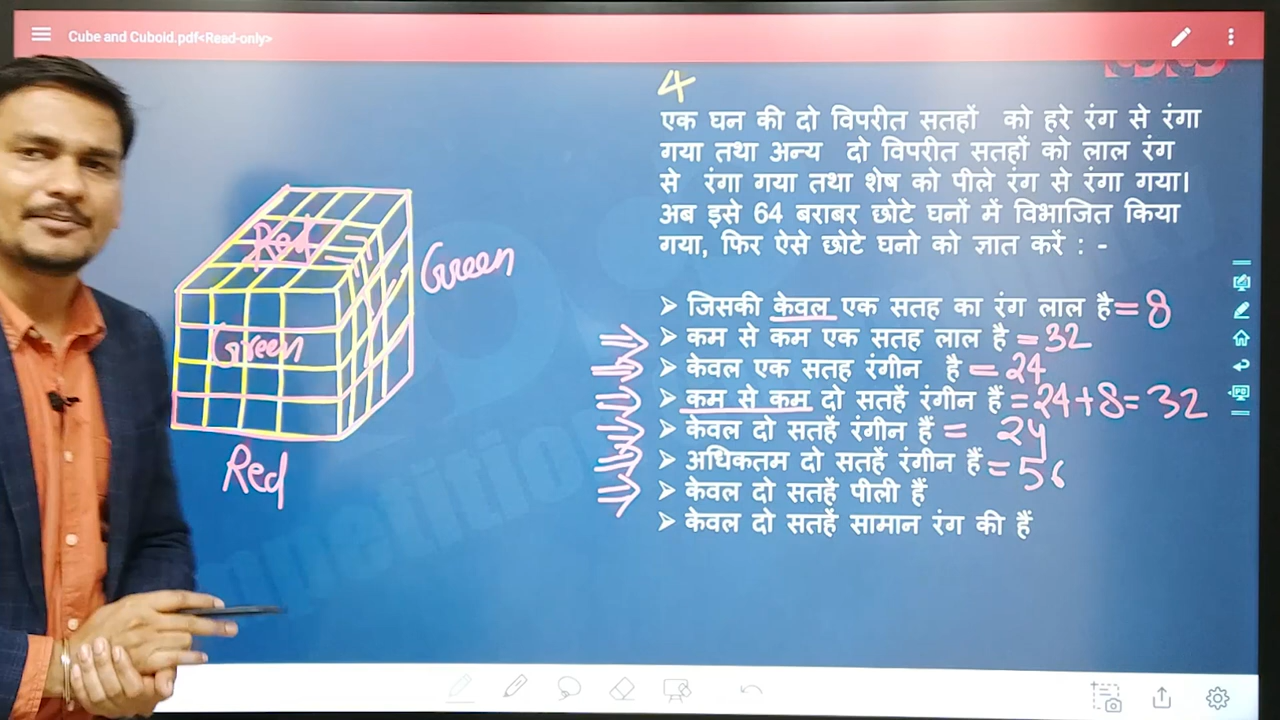 Cube and Cuboid.pdf<Read-only>
4
एक घन की दो विपरीत सतहों को हरे रंग से रंगा
गया तथा अन्य दो विपरीत सतहों को लाल रंग
से रंगा गया तथा शेष को पीले रंग से रंगा गया।
अब इसे 64 बराबर छोटे घनों में विभाजित किया
गया, फिर ऐसे छोटे घनो को ज्ञात करें : -
➤ जिसकी केवल एक सतह का रंग लाल है = 8
➤ कम से कम एक सतह लाल है = 32
➤ केवल एक सतह रंगीन है = 24
➤ कम से कम दो सतहें रंगीन हैं = 24+8= 32
➤ केवल दो सतहें रंगीन हैं = 24
➤ अधिकतम दो सतहें रंगीन हैं = 56
➤ केवल दो सतहें पीली हैं
➤ केवल दो सतहें सामान रंग की हैं
Red
Green
Green
Red
PC